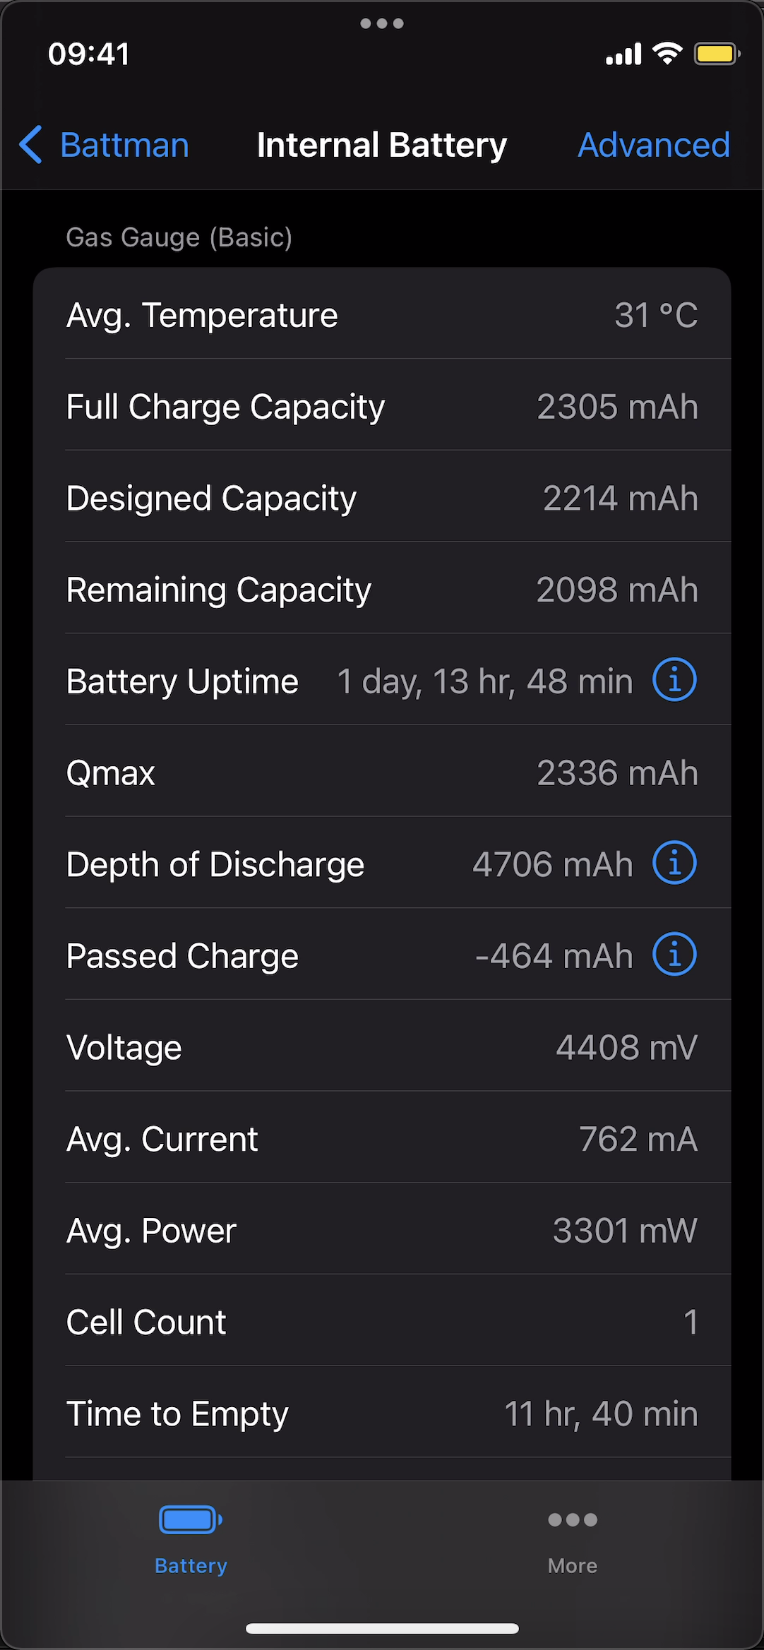 09:41
Battman Internal Battery Advanced
Gas Gauge (Basic)
Avg. Temperature 31 °C
Full Charge Capacity 2305 mAh
Designed Capacity 2214 mAh
Remaining Capacity 2098 mAh
Battery Uptime 1 day, 13 hr, 48 min
Qmax 2336 mAh
Depth of Discharge 4706 mAh
Passed Charge -464 mAh
Voltage 4408 mV
Avg. Current 762 mA
Avg. Power 3301 mW
Cell Count 1
Time to Empty 11 hr, 40 min
Battery More